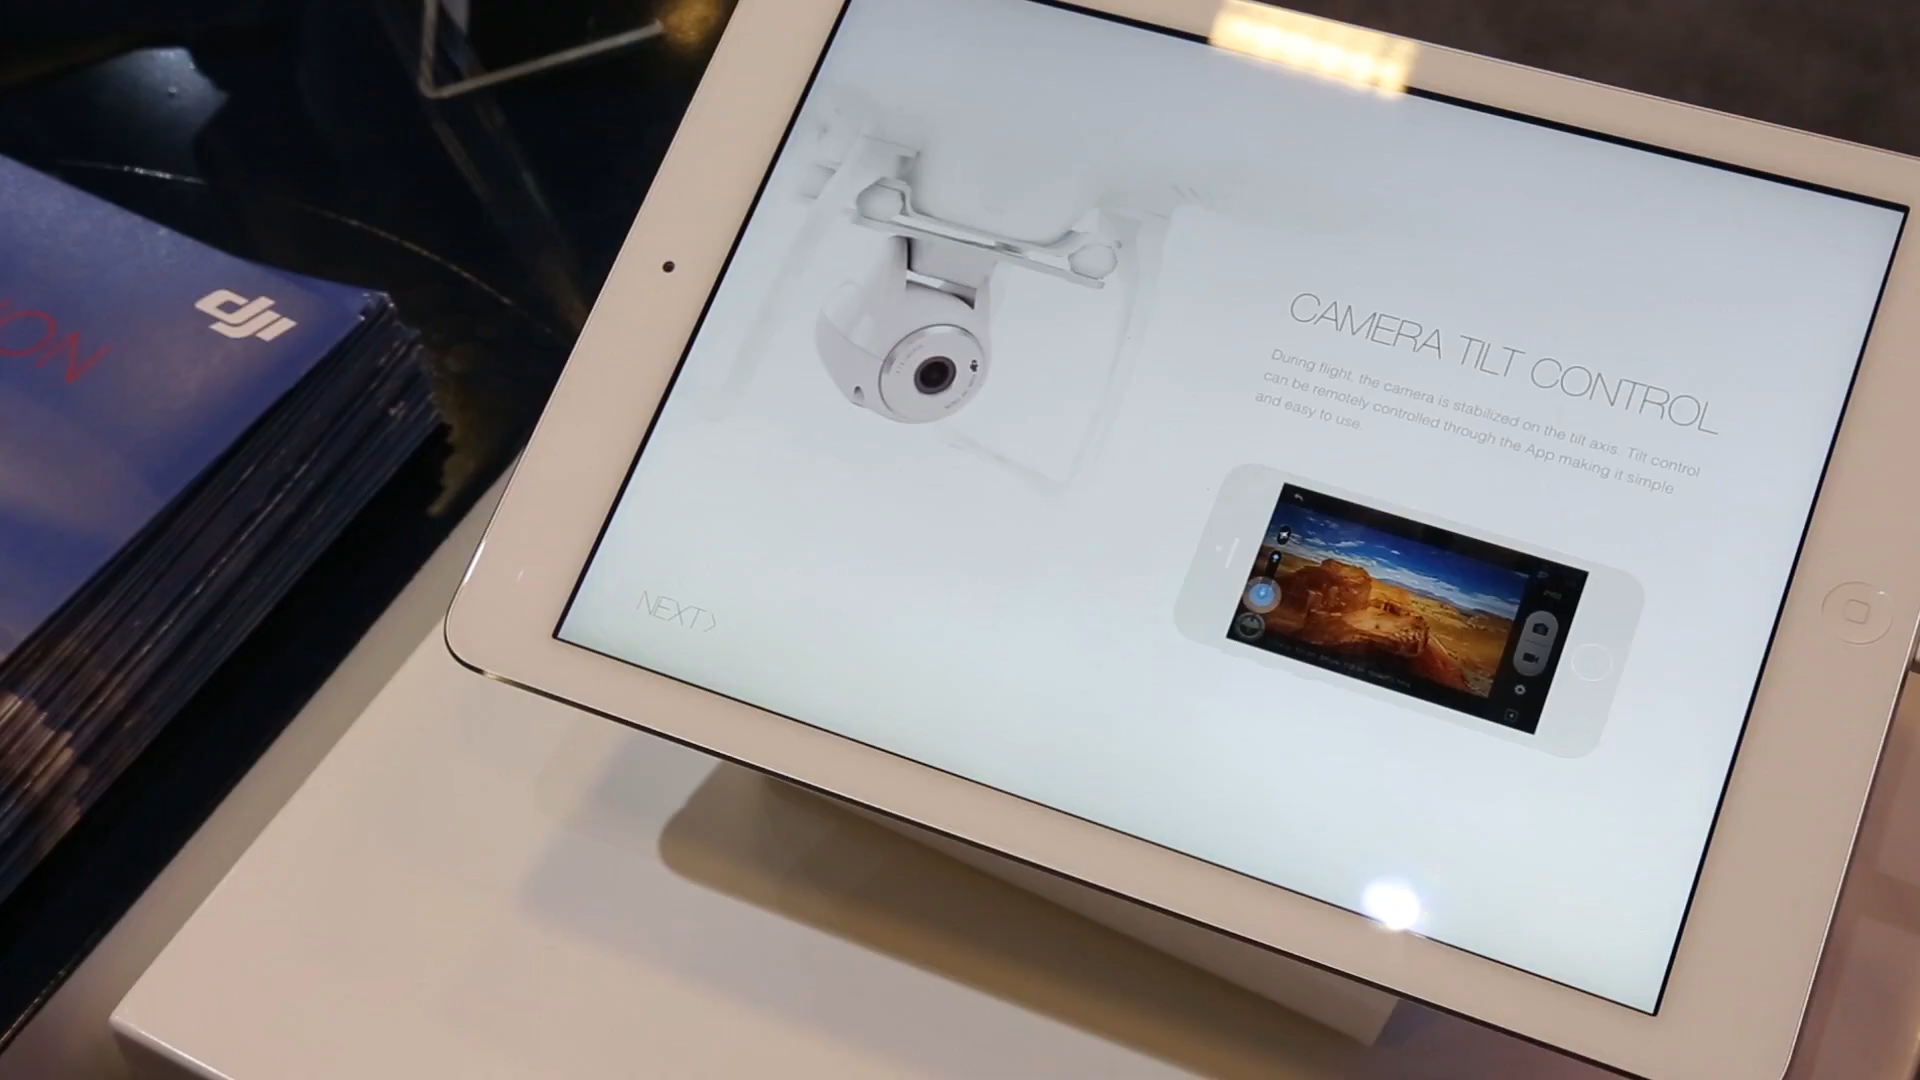 dji
CAMERA TILT CONTROL
During flight, the camera is stabilized on the tilt axis. Tilt control
can be remotely controlled through the App making it simple
and easy to use.
NEXT